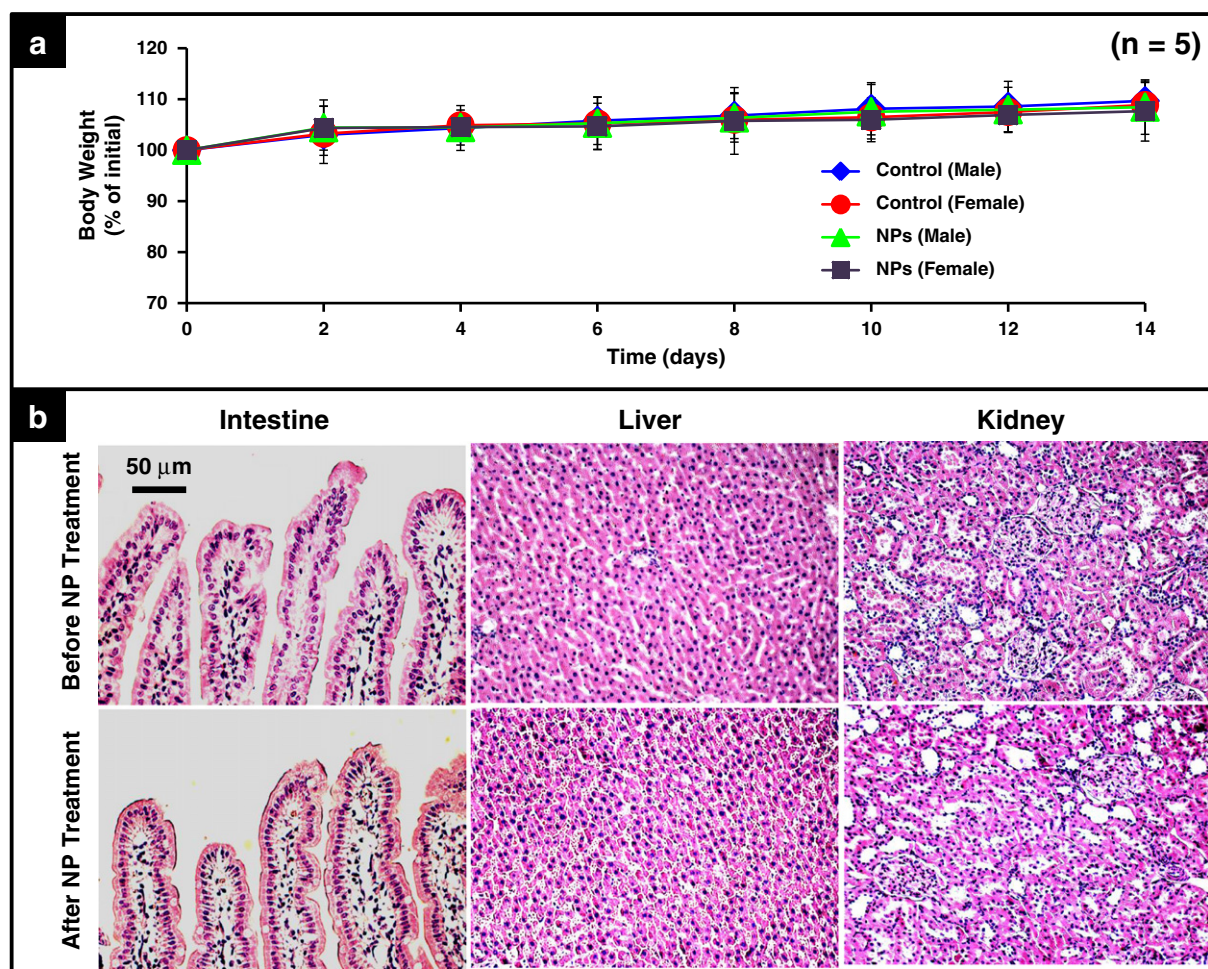 a
(n = 5)
120
110
100
90
80
70
Body Weight
(% of initial)
0 2 4 6 8 10 12 14
Time (days)
Control (Male)
Control (Female)
NPs (Male)
NPs (Female)
b
Intestine Liver Kidney
50 μm
Before NP Treatment
After NP Treatment